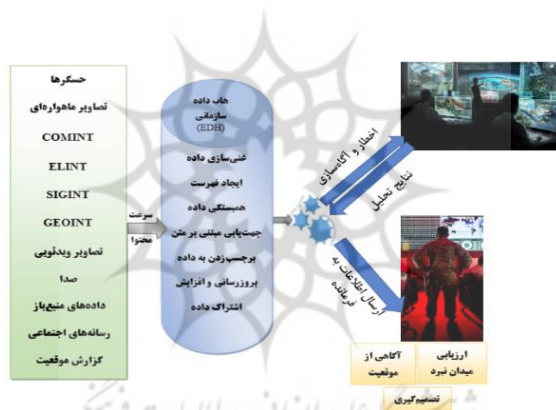 حسگرها
تصاویر ماهواره‌ای
COMINT
ELINT
SIGINT
GEOINT
تصاویر ویدئویی
صدا
داده‌های منبع‌باز
رسانه‌های اجتماعی
گزارش موقعیت
سرعت
محتوا
هاب داده
سازمانی
(EDH)
غنی‌سازی داده
ایجاد فهرست
همبستگی داده
جهت‌یابی مبتنی بر متن
برچسب‌زدن به داده
بروزرسانی و افزایش
اشتراک داده
اخطار و آگاه‌سازی
نتایج تحلیل
ارسال اطلاعات به
فرمانده
ارزیابی
میدان نبرد
آگاهی از
موقعیت
تصمیم‌گیری